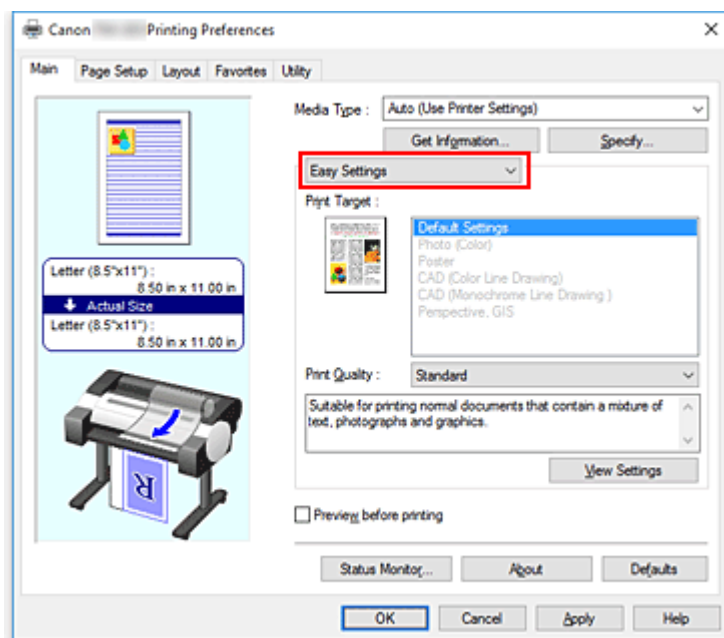 Canon Printing Preferences
Main Page Setup Layout Favorites Utility
Media Type : Auto (Use Printer Settings)
Get Information... Specify...
Easy Settings
Print Target :
Default Settings
Photo (Color)
Poster
CAD (Color Line Drawing)
CAD (Monochrome Line Drawing )
Perspective, GIS
Letter (8.5"x11") :
8.50 in x 11.00 in
Actual Size
Letter (8.5"x11") :
8.50 in x 11.00 in
R
Print Quality : Standard
Suitable for printing normal documents that contain a mixture of
text, photographs and graphics.
View Settings
Preview before printing
Status Monitor... About Defaults
OK Cancel Apply Help